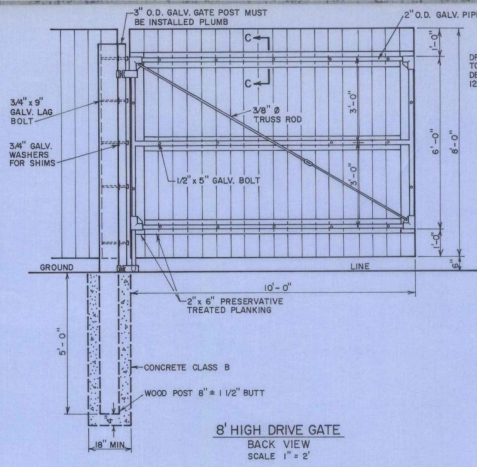 3" O.D. GALV. GATE POST MUST
BE INSTALLED PLUMB
2" O.D. GALV. PIP
C
C
1'-0"
3/4" x 9"
GALV. LAG
BOLT
3/8" Ø
TRUSS ROD
3'-0"
6'-0"
8'-0"
3/4" GALV.
WASHERS
FOR SHIMS
1/2" x 5" GALV. BOLT
3'-0"
1'-0"
GROUND
LINE
6"
10'-0"
2" x 6" PRESERVATIVE
TREATED PLANKING
5'-0"
CONCRETE CLASS B
WOOD POST 8" ± 1 1/2" BUTT
18" MIN.
8' HIGH DRIVE GATE
BACK VIEW
SCALE 1" = 2'